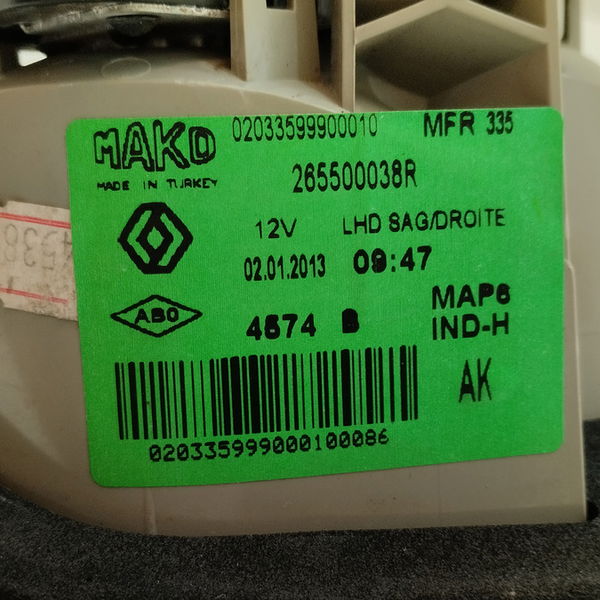 MAKO 02033599900010 MFR 335
MADE IN TURKEY
265500038R
12V LHD SAG/DROITE
02.01.2013 09:47
AB0
4574 B
MAP6
IND-H
AK
020335999000100086